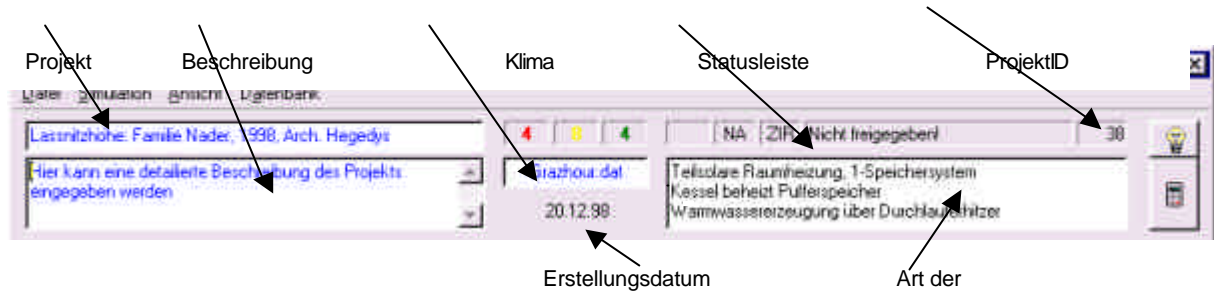 Projekt Beschreibung Klima Statusleiste ProjektID
Datei Simulation Ansicht Datenbank
Lassnitzhöhe: Familie Nader, 1998, Arch. Hegedys 4 8 4 NA ZIR Nicht freigegeben! 38
Hier kann eine detailierte Beschreibung des Projekts
eingegeben werden
Grazhour.dat
20.12.98
Teilsolare Raumheizung, 1-Speichersystem
Kessel beheizt Pufferspeicher
Warmwassererzeugung über Durchlauferhitzer
Erstellungsdatum Art der